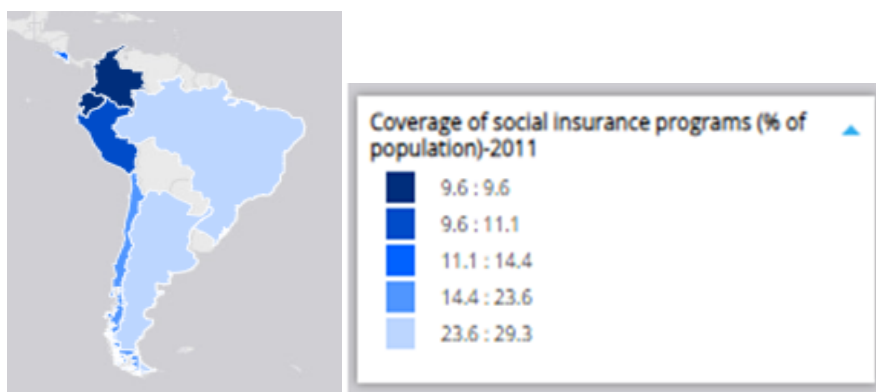 Coverage of social insurance programs (% of
population)-2011
9.6 : 9.6
9.6 : 11.1
11.1 : 14.4
14.4 : 23.6
23.6 : 29.3